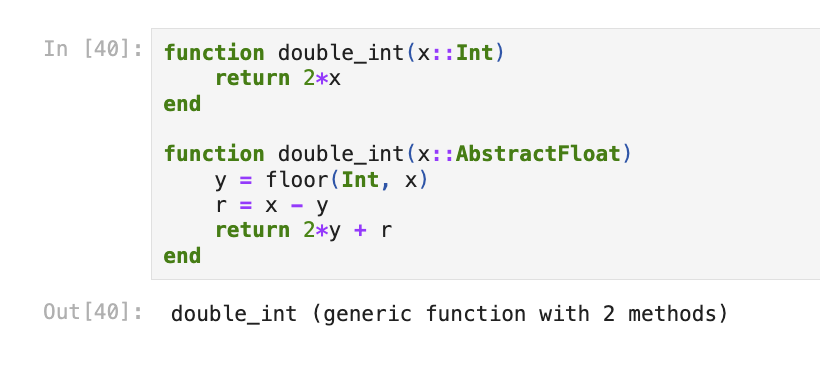 In [40]: function double_int(x::Int)
    return 2*x
end

function double_int(x::AbstractFloat)
    y = floor(Int, x)
    r = x - y
    return 2*y + r
end
Out[40]: double_int (generic function with 2 methods)